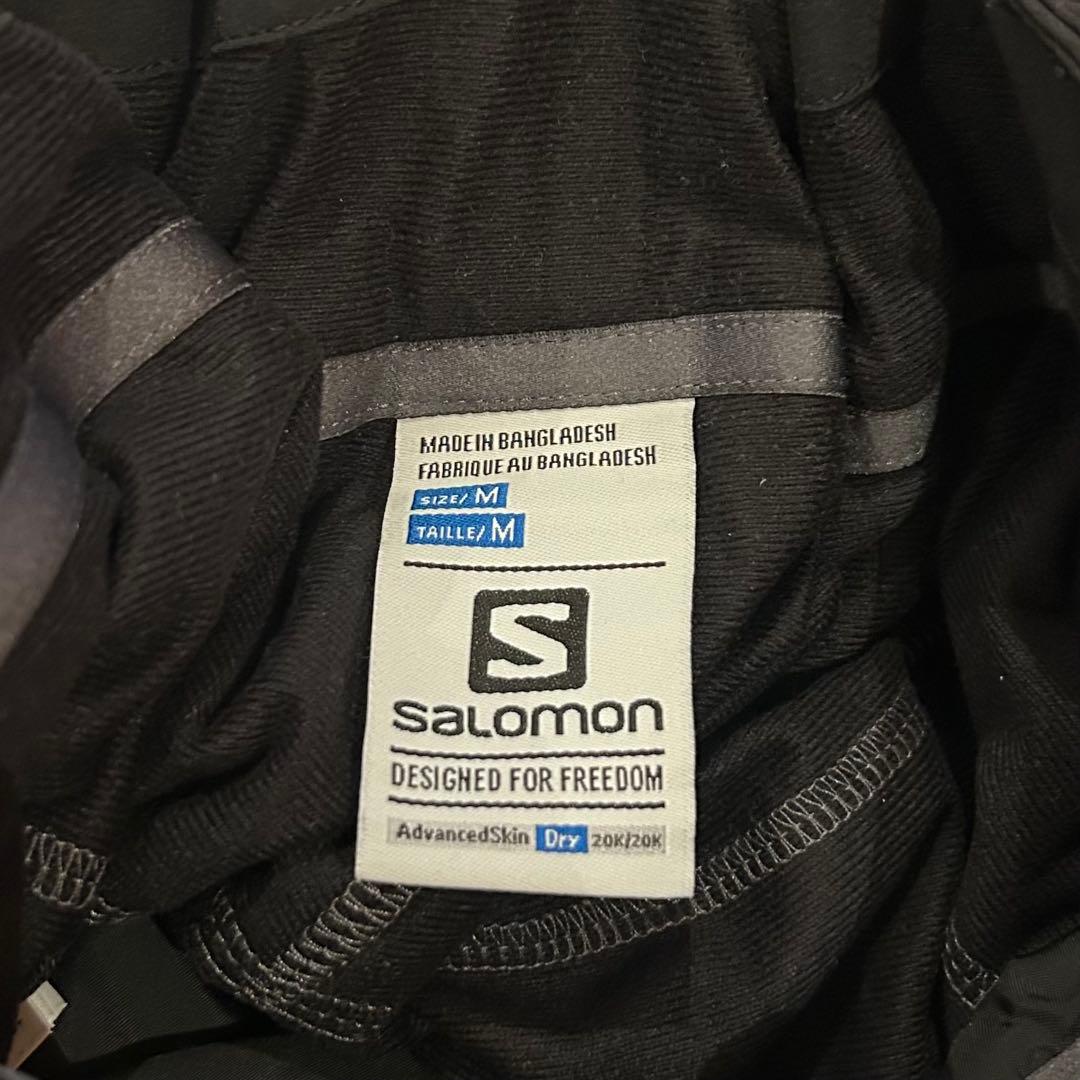 MADE IN BANGLADESH
FABRIQUE AU BANGLADESH
SIZE/ M
TAILLE/ M
S
SALOMON
DESIGNED FOR FREEDOM
AdvancedSkin Dry 20K/20K